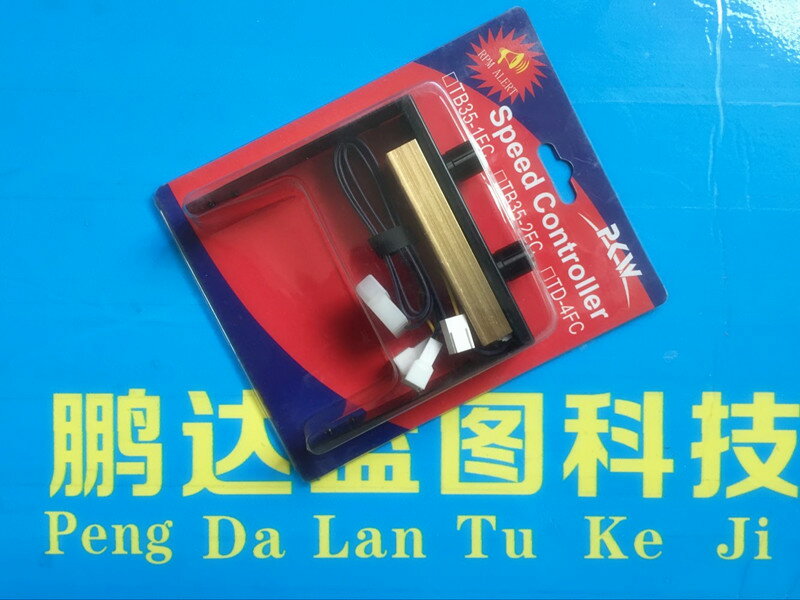 RPM ALERT
□TB35-1FC
□TB35-2FC
□TD-4FC
Speed Controller
PCW
鹏达蓝图科技
Peng Da Lan Tu Ke Ji